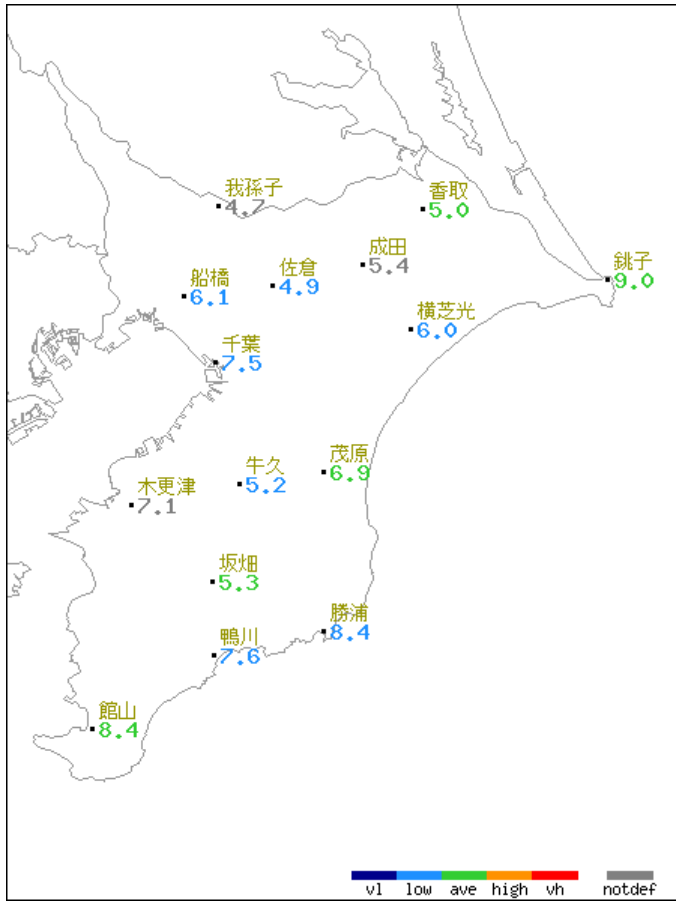 我孫子
4.7
香取
5.0
成田
5.4
佐倉
4.9
船橋
6.1
銚子
9.0
横芝光
6.0
千葉
7.5
茂原
6.9
牛久
5.2
木更津
7.1
坂畑
5.3
勝浦
8.4
鴨川
7.6
館山
8.4
vl low ave high vh notdef